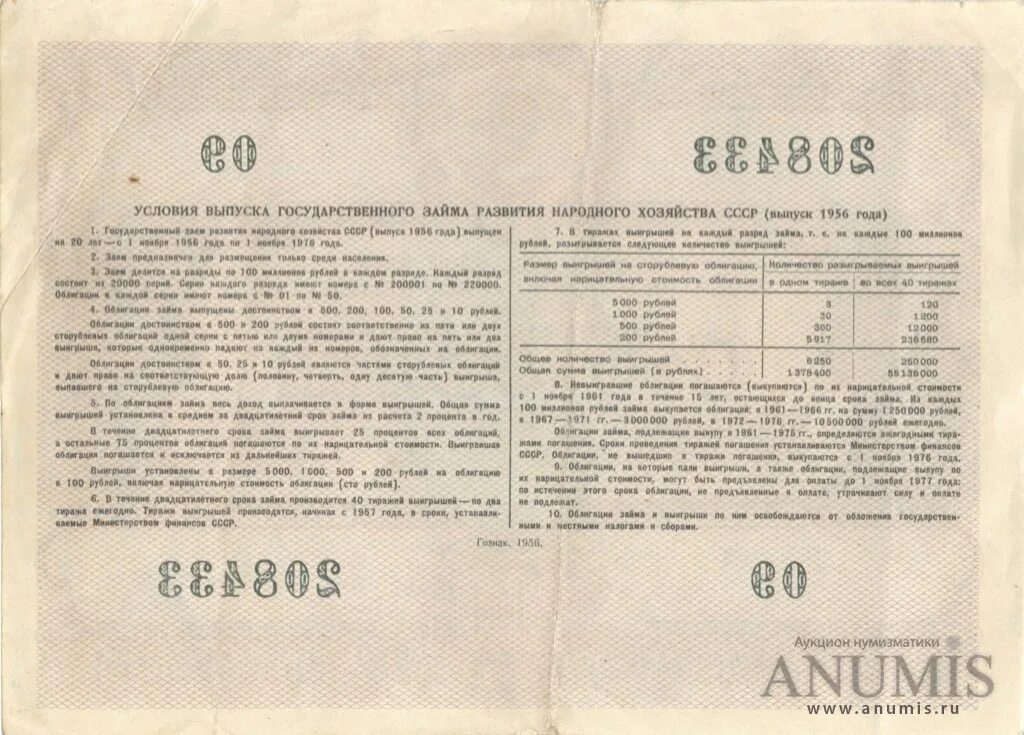 09
208433
УСЛОВИЯ ВЫПУСКА ГОСУДАРСТВЕННОГО ЗАЙМА РАЗВИТИЯ НАРОДНОГО ХОЗЯЙСТВА СССР (выпуск 1956 года)
1. Государственный заем развития народного хозяйства СССР (выпуск 1956 года) выпущен
на 20 лет—с 1 ноября 1956 года по 1 ноября 1976 года.
2. Заем предназначен для размещения только среди населения.
3. Заем делится на разряды по 100 миллионов рублей в каждом разряде. Каждый разряд
состоит из 20000 серий. Серии каждого разряда имеют номера с № 200001 по № 220000.
Облигации в каждой серии имеют номера с № 01 по № 50.
4. Облигации займа выпущены достоинством в 500, 200, 100, 50, 25 и 10 рублей.
Облигации достоинством в 500 и 200 рублей состоят соответственно из пяти или двух
сторублевых облигаций одной серии с пятью или двумя номерами и дают право на пять или два
выигрыша, которые одновременно падают на каждый из номеров, обозначенных на облигации.
Облигации достоинством в 50, 25 и 10 рублей являются частями сторублевых облигаций
и дают право на соответствующую долю (половину, четверть, одну десятую часть) выигрыша,
выпавшего на сторублевую облигацию.
5. По облигациям займа весь доход выплачивается в форме выигрышей. Общая сумма
выигрышей установлена в среднем за двадцатилетний срок займа из расчета 2 процента в год.
В течение двадцатилетнего срока займа выигрывает 25 процентов всех облигаций,
а остальные 75 процентов облигаций погашаются по их нарицательной стоимости. Выигравшая
облигация погашается и исключается из дальнейших тиражей.
Выигрыши установлены в размере 5000, 1000, 500 и 200 рублей на облигацию
в 100 рублей, включая нарицательную стоимость облигации (сто рублей).
6. В течение двадцатилетнего срока займа производится 40 тиражей выигрышей—по два
тиража ежегодно. Тиражи выигрышей производятся, начиная с 1957 года, в сроки, устанавли-
ваемые Министерством финансов СССР.
7. В тиражах выигрышей на каждый разряд займа, т. е. на каждые 100 миллионов
рублей, разыгрывается следующее количество выигрышей:
Размер выигрышей на сторублевую облигацию, Количество разыгрываемых выигрышей
включая нарицательную стоимость облигации в одном тираже во всех 40 тиражах
5000 рублей 3 120
1000 рублей 30 1200
500 рублей 300 12000
200 рублей 5917 236680
Общее количество выигрышей . . . . . 6250 250000
Общая сумма выигрышей (в рублях) . . . . . 1378400 55136000
8. Невыигравшие облигации погашаются (выкупаются) по их нарицательной стоимости
с 1 ноября 1961 года в течение 15 лет, остающихся до конца срока займа. Из каждых
100 миллионов рублей займа выкупается облигаций: в 1961—1966 гг. на сумму 1250000 рублей,
в 1967—1971 гг.—3000000 рублей, в 1972—1976 гг.—10500000 рублей ежегодно.
Облигации займа, подлежащие выкупу в 1961—1975 гг., определяются ежегодными тира-
жами погашения. Сроки проведения тиражей погашения устанавливаются Министерством финансов
СССР. Облигации, не вышедшие в тиражи погашения, выкупаются с 1 ноября 1976 года.
9. Облигации, на которые пали выигрыши, а также облигации, подлежащие выкупу по
их нарицательной стоимости, могут быть предъявлены для оплаты до 1 ноября 1977 года;
по истечении этого срока облигации, не предъявленные к оплате, утрачивают силу и оплате
не подлежат.
10. Облигации займа и выигрыши по ним освобождаются от обложения государствен-
ными и местными налогами и сборами.
Гознак. 1956.
208433
09
Аукцион нумизматики
ANUMIS
www.anumis.ru